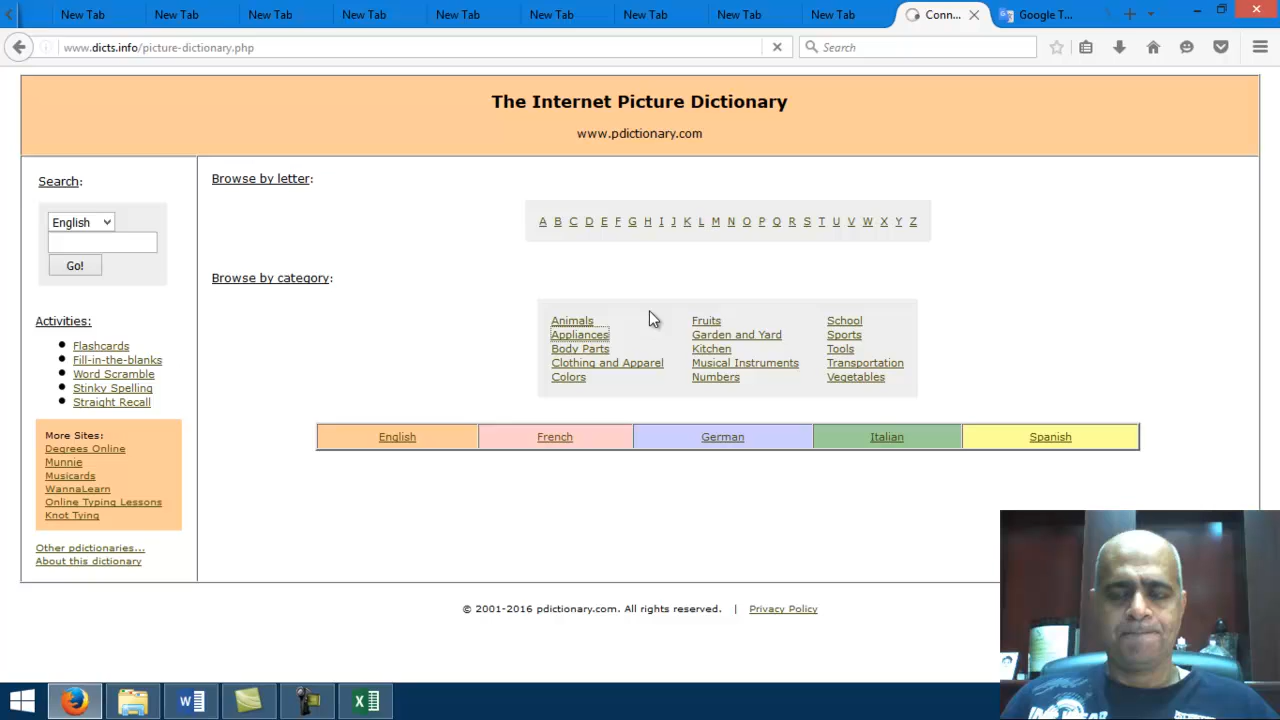 New Tab New Tab New Tab New Tab New Tab New Tab New Tab New Tab New Tab Conn... Google T...
www.dicts.info/picture-dictionary.php Search
The Internet Picture Dictionary
www.pdictionary.com
Search:
English
Go!
Activities:
Flashcards
Fill-in-the-blanks
Word Scramble
Stinky Spelling
Straight Recall
More Sites:
Degrees Online
Munnie
Musicards
WannaLearn
Online Typing Lessons
Knot Tying
Other pdictionaries...
About this dictionary
Browse by letter:
A B C D E F G H I J K L M N O P Q R S T U V W X Y Z
Browse by category:
Animals Fruits School
Appliances Garden and Yard Sports
Body Parts Kitchen Tools
Clothing and Apparel Musical Instruments Transportation
Colors Numbers Vegetables
English French German Italian Spanish
© 2001-2016 pdictionary.com. All rights reserved. | Privacy Policy